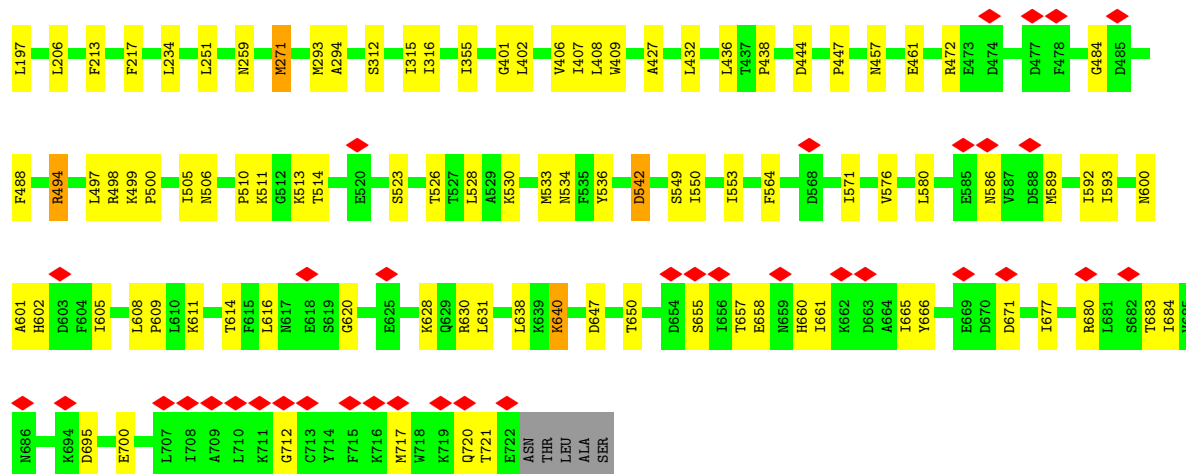 L197 L206 F213 F217 L234 L251 N259 M271 M293 A294 S312 I315 I316 I355 G401 L402 V406 I407 L408 W409 A427 L432 L436 T437 P438 D444 P447 N457 E461 R472 E473 D474 D477 F478 G484 D485
F488 R494 L497 R498 K499 P500 I505 N506 P510 K511 G512 K513 T514 E520 S523 T526 T527 L528 A529 K530 M533 N534 F535 Y536 D542 S549 I550 I553 F564 D568 I571 V576 L580 E585 N586 V587 D588 M589 I592 I593 N600
A601 H602 D603 F604 I605 L608 P609 L610 K611 T614 F615 L616 N617 E618 S619 G620 E625 K628 Q629 R630 L631 L638 K639 K640 D647 T650 D654 S655 I656 T657 E658 N659 H660 I661 K662 D663 A664 I665 Y666 E669 D670 D671 I677 R680 L681 S682 T683 I684
N686 K694 D695 E700 L707 I708 A709 L710 K711 G712 C713 Y714 F715 K716 M717 W718 K719 Q720 T721 E722 ASN THR LEU ALA SER